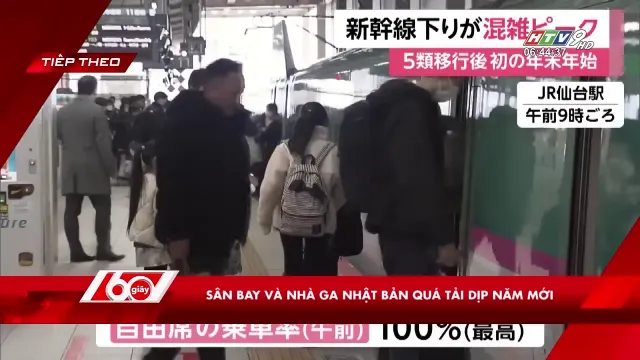 TIẾP THEO
新幹線下りが混雑ピーク
HTV9 HD
06:44:37
5類移行後 初の年末年始
JR仙台駅
午前9時ごろ
60 giây
SÂN BAY VÀ NHÀ GA NHẬT BẢN QUÁ TẢI DỊP NĂM MỚI
自由席の乗車率(午前) 100%(最高)